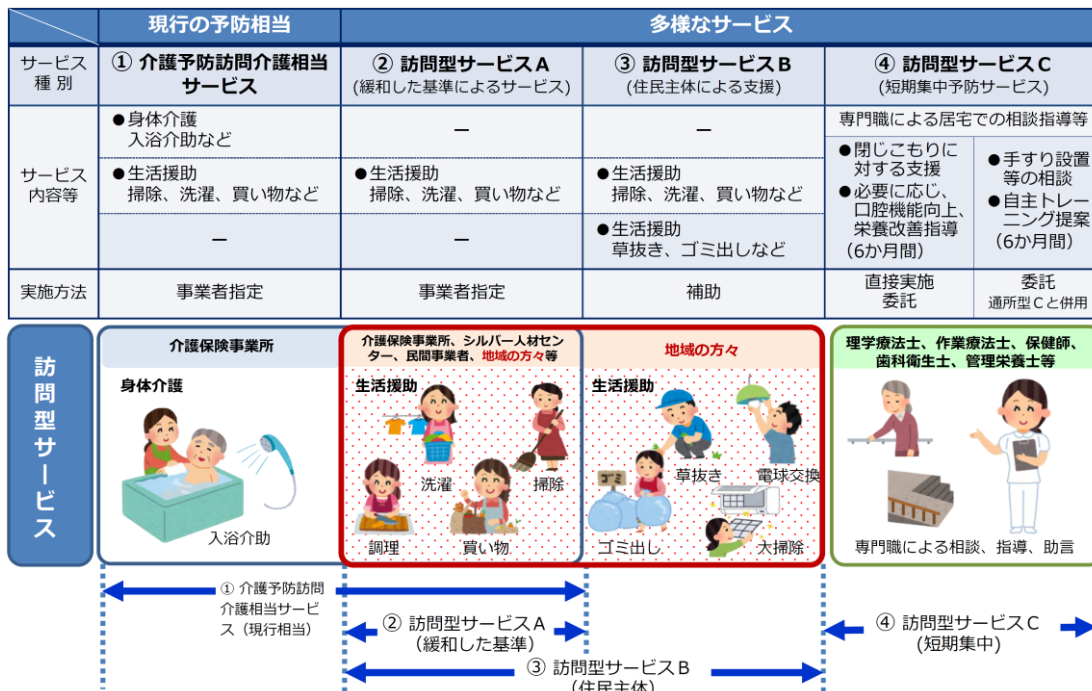 現行の予防相当
多様なサービス
サービス
種 別
① 介護予防訪問介護相当
サービス
② 訪問型サービスA
(緩和した基準によるサービス)
③ 訪問型サービスB
(住民主体による支援)
④ 訪問型サービスC
(短期集中予防サービス)
サービス
内容等
●身体介護
入浴介助など
ー
ー
●生活援助
掃除、洗濯、買い物など
●生活援助
掃除、洗濯、買い物など
●生活援助
掃除、洗濯、買い物など
ー
ー
●生活援助
草抜き、ゴミ出しなど
専門職による居宅での相談指導等
●閉じこもりに
対する支援
●必要に応じ、
口腔機能向上、
栄養改善指導
(6か月間)
●手すり設置
等の相談
●自主トレー
ニング提案
(6か月間)
実施方法
事業者指定
事業者指定
補助
直接実施
委託
委託
通所型Cと併用
訪問型サービス
介護保険事業所
身体介護
入浴介助
介護保険事業所、シルバー人材セン
ター、民間事業者、地域の方々等
生活援助
洗濯
掃除
調理
買い物
地域の方々
生活援助
草抜き
電球交換
ゴミ
ゴミ出し
大掃除
理学療法士、作業療法士、保健師、
歯科衛生士、管理栄養士等
専門職による相談、指導、助言
① 介護予防訪問
介護相当サービ
ス（現行相当）
② 訪問型サービスA
(緩和した基準)
③ 訪問型サービスB
(住民主体)
④ 訪問型サービスC
(短期集中)